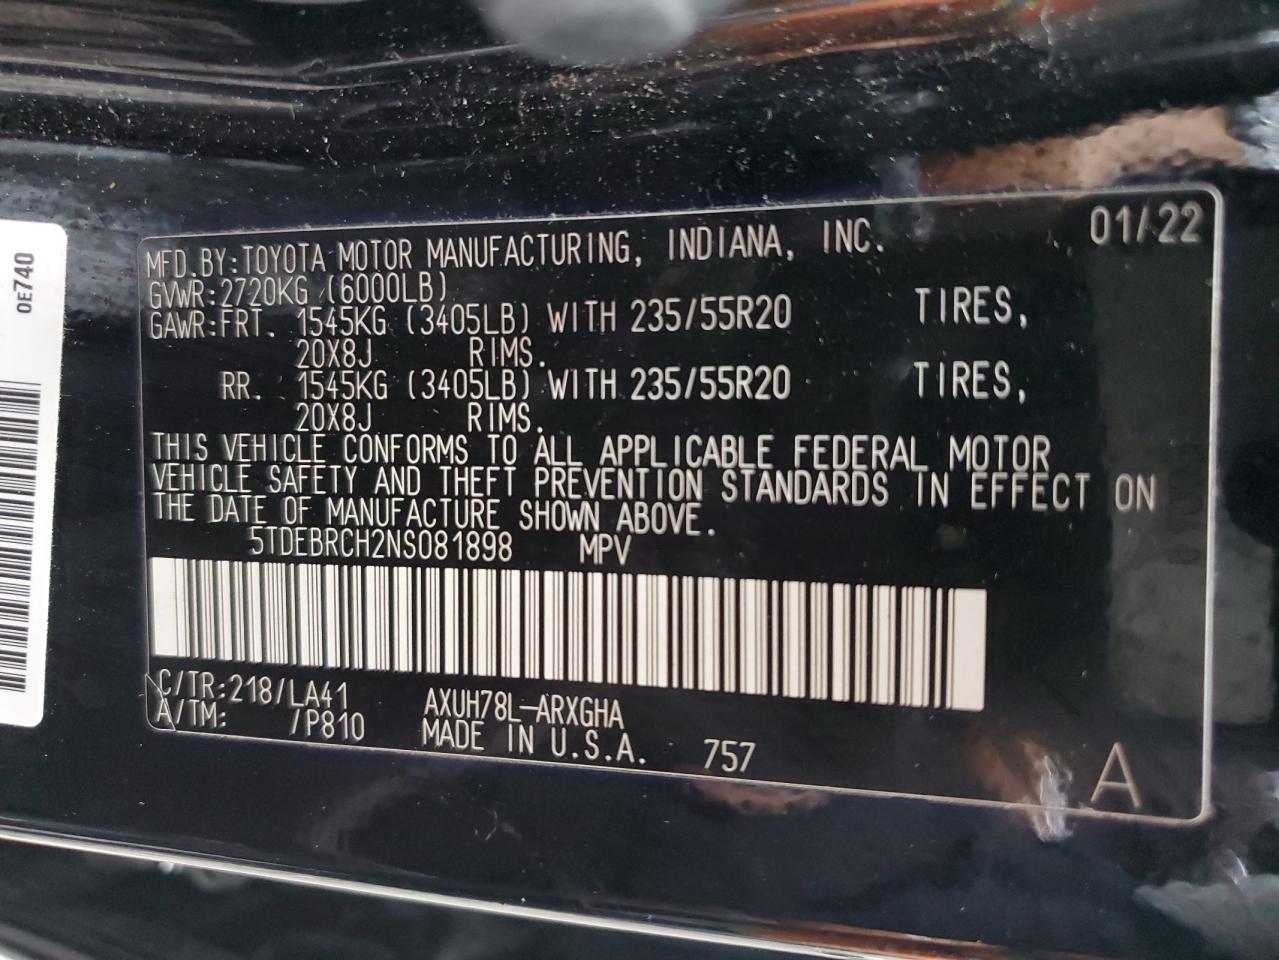 01/22
MFD.BY:TOYOTA MOTOR MANUFACTURING, INDIANA, INC.
GVWR:2720KG (6000LB)
GAWR:FRT. 1545KG (3405LB) WITH 235/55R20 TIRES,
20X8J RIMS.
RR. 1545KG (3405LB) WITH 235/55R20 TIRES,
20X8J RIMS.
THIS VEHICLE CONFORMS TO ALL APPLICABLE FEDERAL MOTOR
VEHICLE SAFETY AND THEFT PREVENTION STANDARDS IN EFFECT ON
THE DATE OF MANUFACTURE SHOWN ABOVE.
5TDEBRCH2NS081898 MPV
C/TR:218/LA41 AXUH78L-ARXGHA
A/TM: /P810 MADE IN U.S.A. 757
A
0E740